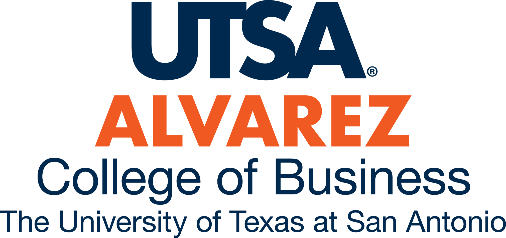 UTSA®
ALVAREZ
College of Business
The University of Texas at San Antonio